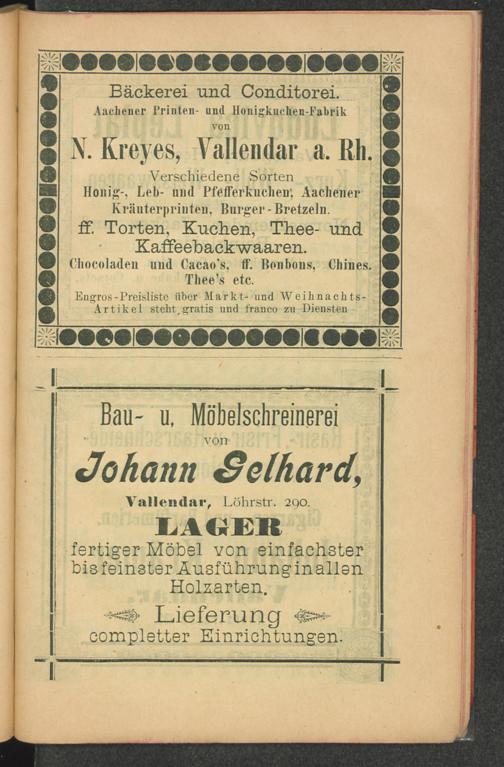 Bäckerei und Conditorei.
Aachener Printen- und Honigkuchen-Fabrik
von
N. Kreyes, Vallendar a. Rh.
Verschiedene Sorten
Honig-, Leb- und Pfefferkuchen, Aachener
Kräuterprinten, Burger-Bretzeln.
ff. Torten, Kuchen, Thee- und
Kaffeebackwaaren.
Chocoladen und Cacao's, ff. Bonbons, Chines.
Thee's etc.
Engros-Preisliste über Markt- und Weihnachts-
Artikel steht gratis und franco zu Diensten
Bau- u. Möbelschreinerei
von
Johann Gelhard,
Vallendar, Löhrstr. 290.
LAGER
fertiger Möbel von einfachster
bis feinster Ausführung in allen
Holzarten.
Lieferung
completter Einrichtungen.